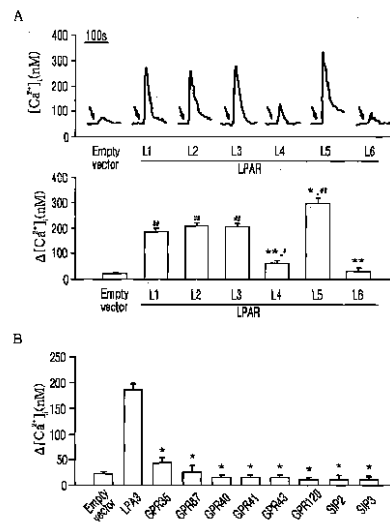 A
100s
[Ca²⁺]ᵢ(nM)
400
300
200
100
0
Empty vector
L1
L2
L3
L4
L5
L6
LPAR
Δ[Ca²⁺]ᵢ(nM)
400
300
200
100
0
#
#
#
*,#
**
Empty vector
L1
L2
L3
L4
L5
L6
LPAR
B
Δ[Ca²⁺]ᵢ(nM)
250
200
150
100
50
0
* * * * * * * *
Empty vector
LPA3
GPR35
GPR87
GPR40
GPR41
GPR43
GPR120
S1P2
S1P3